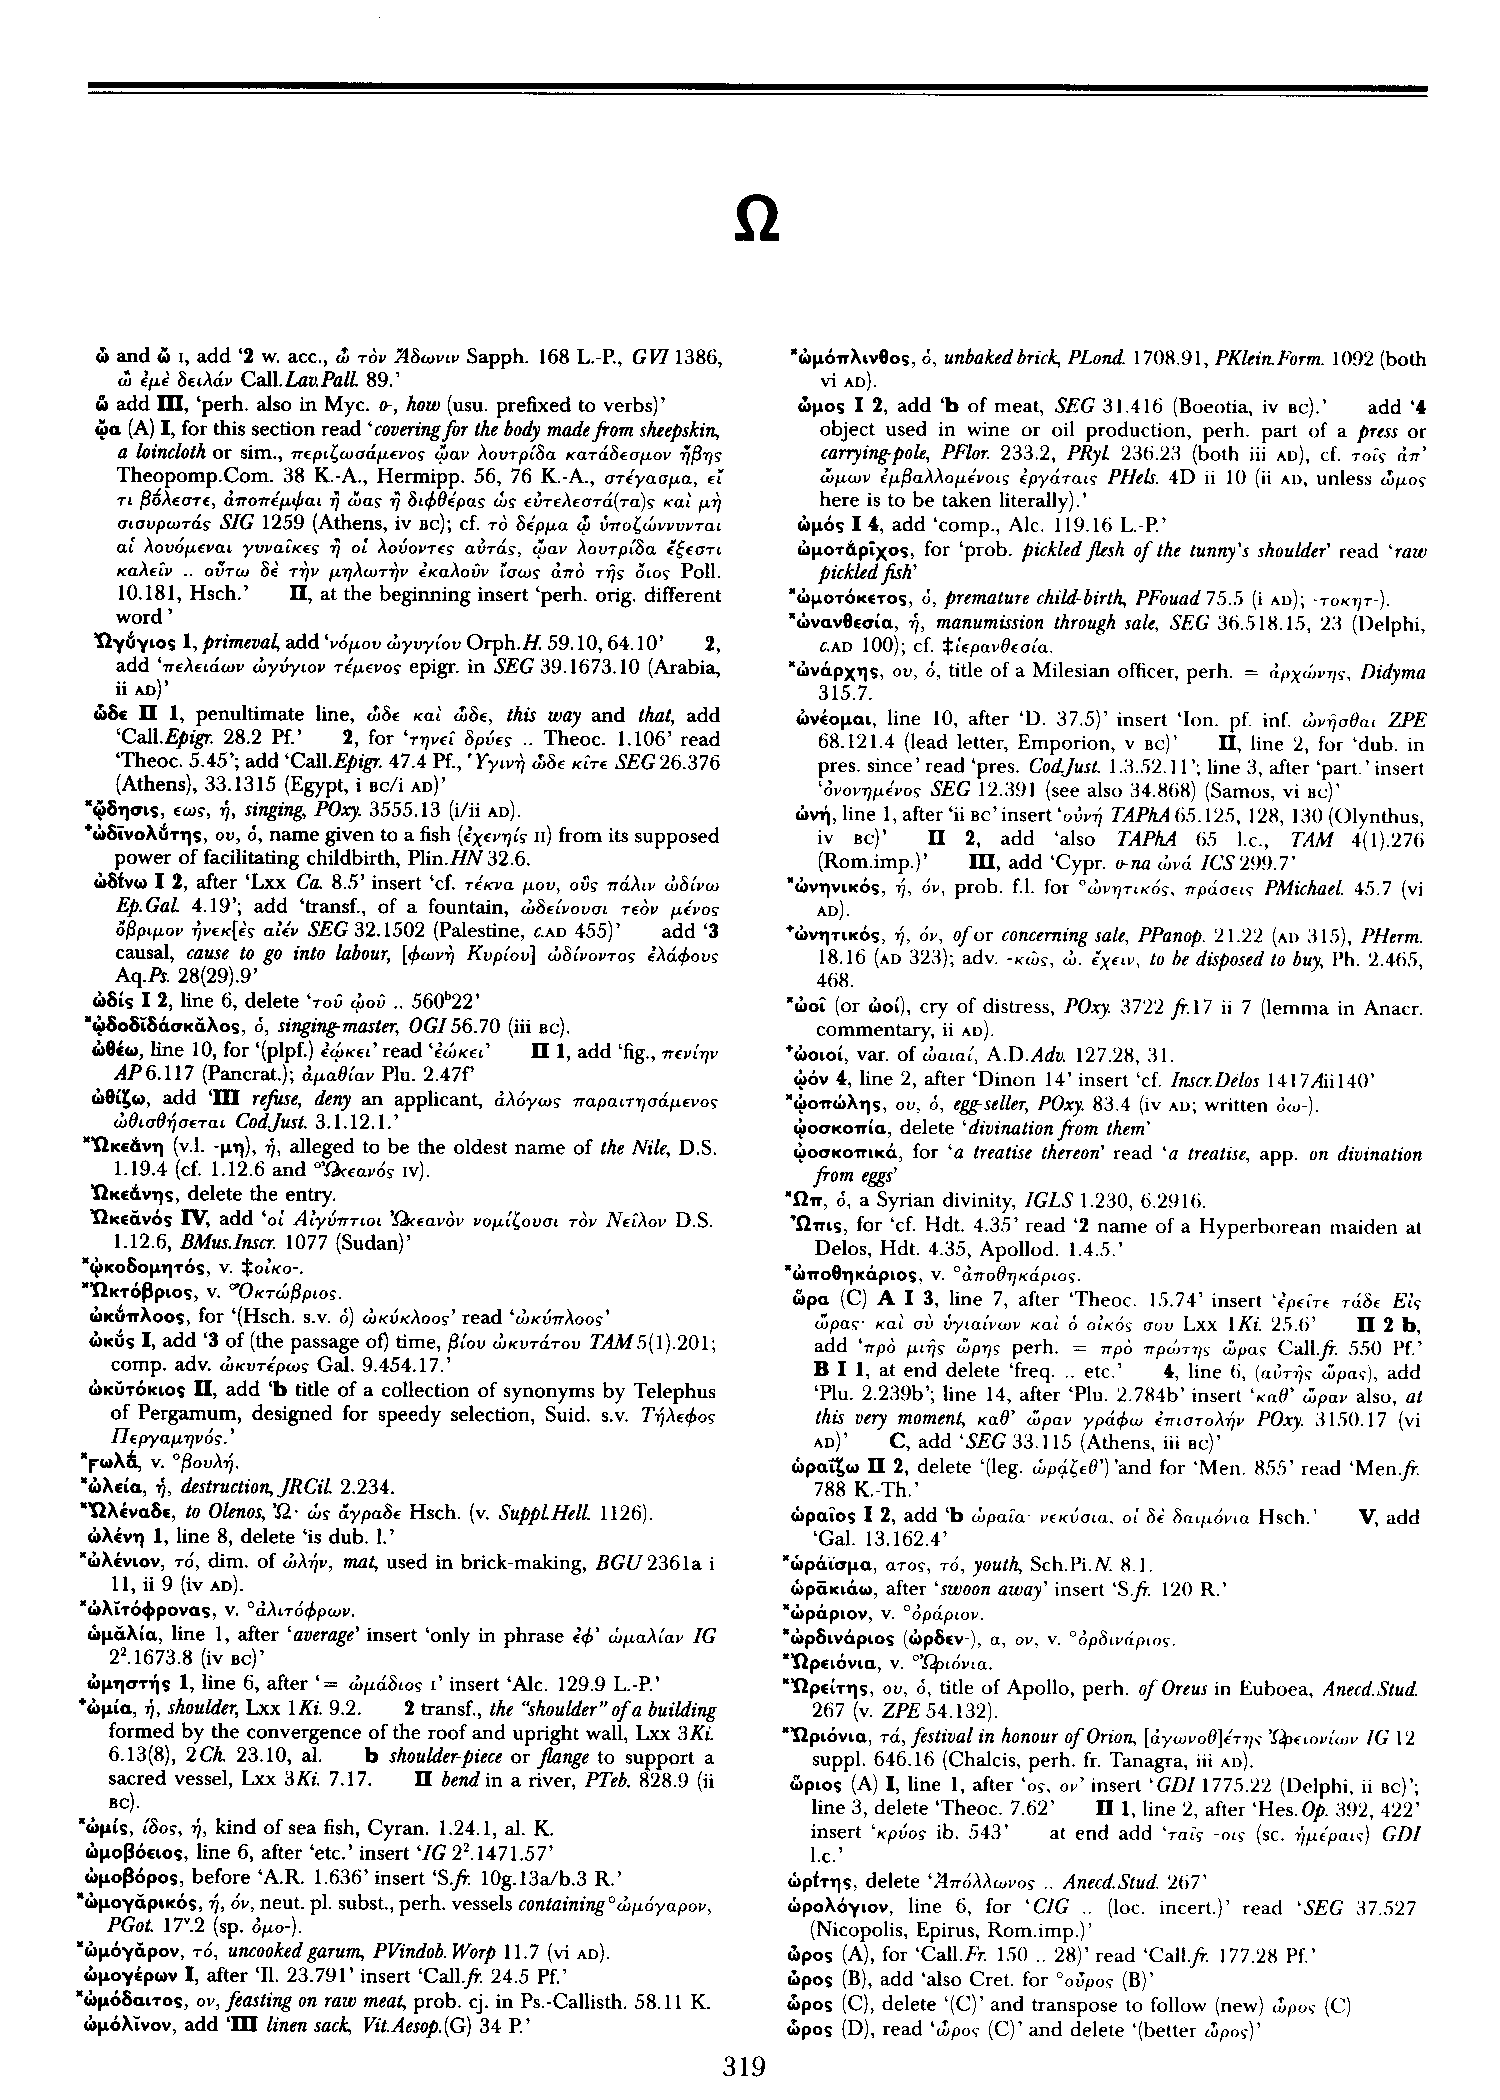 Ω
ὦ and ὤ I, add ‘2 w. acc., ὦ τὸν Ἄδωνιν Sapph. 168 L.-P., GVI 1386,
ὢ ἐμὲ δειλάν Call.Lav.Pall. 89.’
ὤ add III, ‘perh. also in Myc. o-, how (usu. prefixed to verbs)’
ᾤα (A) I, for this section read ‘covering for the body made from sheepskin,
a loincloth or sim., περιζωσάμενος ᾤαν λουτρίδα κατάδεσμον ἥβης
Theopomp.Com. 38 K.-A., Hermipp. 56, 76 K.-A., στέγασμα, εἴ
τι βόλεστε, ἀποπέμψαι ἢ ὤας ἢ διφθέρας ὡς εὐτελεστά(τα)ς καὶ μὴ
σισυρωτάς SIG 1259 (Athens, iv BC); cf. τὸ δέρμα ᾧ ὑποζώννυνται
αἱ λουόμεναι γυναῖκες ἢ οἱ λούοντες αὐτάς, ᾤαν λουτρίδα ἔξεστι
καλεῖν .. οὕτω δὲ τὴν μηλωτὴν ἐκαλοῦν ἴσως ἀπὸ τῆς ὄιος Poll.
10.181, Hsch.’ II, at the beginning insert ‘perh. orig. different
word ’
Ὠγύγιος 1, primeval, add ‘νόμου ὠγυγίου Orph.H. 59.10, 64.10’ 2,
add ‘πελειάων ὠγύγιον τέμενος epigr. in SEG 39.1673.10 (Arabia,
ii AD)’
ὧδε II 1, penultimate line, ὧδε καὶ ὧδε, this way and that, add
‘Call.Epigr. 28.2 Pf.’ 2, for ‘τηνεῖ δρύες .. Theoc. 1.106’ read
‘Theoc. 5.45’; add ‘Call.Epigr. 47.4 Pf., Ὑγινὴ ὧδε κῖτε SEG 26.376
(Athens), 33.1315 (Egypt, i BC/i AD)’
*ᾤδησις, εως, ἡ, singing, POxy. 3555.13 (i/ii AD).
⁺ὠδῑνολύτης, ου, ὁ, name given to a fish (ἐχενηίς II) from its supposed
power of facilitating childbirth, Plin.HN 32.6.
ὠδίνω I 2, after ‘Lxx Ca. 8.5’ insert ‘cf. τέκνα μου, οὓς πάλιν ὠδίνω
Ep.Gal. 4.19’; add ‘transf., of a fountain, ὠδείνουσι τεὸν μένος
ὄβριμον ἠνεκ[ὲς αἰέν SEG 32.1502 (Palestine, c.AD 455)’ add ‘3
causal, cause to go into labour, [φωνὴ Κυρίου] ὠδίνοντος ἐλάφους
Aq.Ps. 28(29).9’
ὠδίς I 2, line 6, delete ‘τοῦ ᾠοῦ .. 560ᵇ22’
*ᾠδοδῐδάσκᾰλος, ὁ, singing-master, OGI 56.70 (iii BC).
ὠθέω, line 10, for ‘(plpf.) ἐῴκει’ read ‘ἐώκει’ II 1, add ‘fig., πενίην
AP 6.117 (Pancrat.); ἀμαθίαν Plu. 2.47f’
ὠθίζω, add ‘III refuse, deny an applicant, ἀλόγως παραιτησάμενος
ὠθισθήσεται Cod.Just. 3.1.12.1.’
*Ὠκεάνη (v.l. -μη), ἡ, alleged to be the oldest name of the Nile, D.S.
1.19.4 (cf. 1.12.6 and °Ὠκεανός IV).
Ὠκεάνης, delete the entry.
Ὠκεᾰνός IV, add ‘οἱ Αἰγύπτιοι Ὠκεανὸν νομίζουσι τὸν Νεῖλον D.S.
1.12.6, BMus.Inscr. 1077 (Sudan)’
*ᾠκοδομητός, v. ‡οἰκο-.
*Ὠκτόβριος, v. °Ὀκτώβριος.
ὠκύπλοος, for ‘(Hsch. s.v. ὁ) ὠκύκλοος’ read ‘ὠκύπλοος’
ὠκύς I, add ‘3 of (the passage of) time, βίου ὠκυτάτου TAM 5(1).201;
comp. adv. ὠκυτέρως Gal. 9.454.17.’
ὠκῠτόκιος II, add ‘b title of a collection of synonyms by Telephus
of Pergamum, designed for speedy selection, Suid. s.v. Τήλεφος
Περγαμηνός.’
*ϝωλά, v. °βουλή.
*ὠλεία, ἡ, destruction, JRCil. 2.234.
*Ὠλέναδε, to Olenos, Ὠ· ὡς ἄγραδε Hsch. (v. Suppl.Hell. 1126).
ὠλένη 1, line 8, delete ‘is dub. l.’
*ὠλένιον, τό, dim. of ὠλήν, mat, used in brick-making, BGU 2361a i
11, ii 9 (iv AD).
*ὠλῐτόφρονας, v. °ἀλιτόφρων.
ὡμᾰλία, line 1, after ‘average’ insert ‘only in phrase ἐφ’ ὡμαλίαν IG
2².1673.8 (iv BC)’
ὠμηστής 1, line 6, after ‘= ὠμάδιος I’ insert ‘Alc. 129.9 L.-P.’
⁺ὠμία, ἡ, shoulder, Lxx 1Ki. 9.2. 2 transf., the “shoulder” of a building
formed by the convergence of the roof and upright wall, Lxx 3Ki.
6.13(8), 2Ch. 23.10, al. b shoulder-piece or flange to support a
sacred vessel, Lxx 3Ki. 7.17. II bend in a river, PTeb. 828.9 (ii
BC).
*ὠμίς, ίδος, ἡ, kind of sea fish, Cyran. 1.24.1, al. K.
ὠμοβόειος, line 6, after ‘etc.’ insert ‘IG 2².1471.57’
ὠμοβόρος, before ‘A.R. 1.636’ insert ‘S.fr. 10g.13a/b.3 R.’
*ὠμογᾰρικός, ή, όν, neut. pl. subst., perh. vessels containing °ὠμόγαρον,
PGot. 17ᵛ.2 (sp. ὀμο-).
*ὠμόγᾰρον, τό, uncooked garum, PVindob.Worp 11.7 (vi AD).
ὠμογέρων I, after ‘Il. 23.791’ insert ‘Call.fr. 24.5 Pf.’
*ὠμόδαιτος, ον, feasting on raw meat, prob. cj. in Ps.-Callisth. 58.11 K.
ὠμόλῐνον, add ‘III linen sack, Vit.Aesop.(G) 34 P.’
*ὠμόπλινθος, ὁ, unbaked brick, PLond. 1708.91, PKlein.Form. 1092 (both
vi AD).
ὦμος I 2, add ‘b of meat, SEG 31.416 (Boeotia, iv BC).’ add ‘4
object used in wine or oil production, perh. part of a press or
carrying-pole, PFlor. 233.2, PRyl. 236.23 (both iii AD), cf. τοῖς ἀπ’
ὤμων ἐμβαλλομένοις ἐργάταις PHels. 4D ii 10 (ii AD, unless ὦμος
here is to be taken literally).’
ὠμός I 4, add ‘comp., Alc. 119.16 L.-P.’
ὠμοτάρῑχος, for ‘prob. pickled flesh of the tunny's shoulder’ read ‘raw
pickled fish’
*ὠμοτόκετος, ὁ, premature child-birth, PFouad 75.5 (i AD); -τοκητ-).
*ὠνανθεσία, ἡ, manumission through sale, SEG 36.518.15, 23 (Delphi,
c.AD 100); cf. ‡ἱερανθεσία.
*ὠνάρχης, ου, ὁ, title of a Milesian officer, perh. = ἀρχώνης, Didyma
315.7.
ὠνέομαι, line 10, after ‘D. 37.5)’ insert ‘Ion. pf. inf. ὠνῆσθαι ZPE
68.121.4 (lead letter, Emporion, v BC)’ II, line 2, for ‘dub. in
pres. since’ read ‘pres. Cod.Just. 1.3.52.11’; line 3, after ‘part.’ insert
‘ὀνονημένος SEG 12.391 (see also 34.868) (Samos, vi BC)’
ὠνή, line 1, after ‘ii BC’ insert ‘οὐνή TAPhA 65.125, 128, 130 (Olynthus,
iv BC)’ II 2, add ‘also TAPhA 65 l.c., TAM 4(1).276
(Rom.imp.)’ III, add ‘Cypr. o-na ὠνά ICS 299.7’
*ὠνηνικός, ή, όν, prob. f.l. for °ὠνητικός, πράσεις PMichael. 45.7 (vi
AD).
⁺ὠνητικός, ή, όν, of or concerning sale, PPanop. 21.22 (AD 315), PHerm.
18.16 (AD 323); adv. -κῶς, ὠ. ἔχειν, to be disposed to buy, Ph. 2.465,
468.
*ὠοῖ (or ὠοί), cry of distress, POxy. 3722 fr.17 ii 7 (lemma in Anacr.
commentary, ii AD).
⁺ὠοιοί, var. of ὠαιαί, A.D.Adv. 127.28, 31.
ᾠόν 4, line 2, after ‘Dinon 14’ insert ‘cf. Inscr.Delos 1417Aii140’
*ᾠοπώλης, ου, ὁ, egg-seller, POxy. 83.4 (iv AD; written ὀω-).
ᾠοσκοπία, delete ‘divination from them’
ᾠοσκοπικά, for ‘a treatise thereon’ read ‘a treatise, app. on divination
from eggs’
*Ὠπ, ὁ, a Syrian divinity, IGLS 1.230, 6.2916.
Ὦπις, for ‘cf. Hdt. 4.35’ read ‘2 name of a Hyperborean maiden at
Delos, Hdt. 4.35, Apollod. 1.4.5.’
*ὠποθηκάριος, v. °ἀποθηκάριος.
ὥρα (C) A I 3, line 7, after ‘Theoc. 15.74’ insert ‘ἐρεῖτε τάδε Εἰς
ὥρας· καὶ σὺ ὑγιαίνων καὶ ὁ οἶκός σου Lxx 1Ki. 25.6’ II 2 b,
add ‘πρὸ μιῆς ὥρης perh. = πρὸ πρώτης ὥρας Call.fr. 550 Pf.’
B I 1, at end delete ‘freq. .. etc.’ 4, line 6, (αὐτῆς ὥρας), add
‘Plu. 2.239b’; line 14, after ‘Plu. 2.784b’ insert ‘καθ’ ὥραν also, at
this very moment, καθ’ ὥραν γράφω ἐπιστολήν POxy. 3150.17 (vi
AD)’ C, add ‘SEG 33.115 (Athens, iii BC)’
ὡραΐζω II 2, delete ‘(leg. ὡρᾴζεθ’) ’and for ‘Men. 855’ read ‘Men.fr.
788 K.-Th.’
ὡραῖος I 2, add ‘b ὡραῖα· νεκύσια. οἱ δὲ δαιμόνια Hsch.’ V, add
‘Gal. 13.162.4’
*ὡράϊσμα, ατος, τό, youth, Sch.Pi.N. 8.1.
ὡρᾱκιάω, after ‘swoon away’ insert ‘S.fr. 120 R.’
*ὠράριον, v. °ὀράριον.
*ὠρδινάριος (ὠρδεν-), α, ον, v. °ὀρδινάριος.
*Ὠρειόνια, v. °Ὠριόνια.
*Ὠρείτης, ου, ὁ, title of Apollo, perh. of Oreus in Euboea, Anecd.Stud.
267 (v. ZPE 54.132).
*Ὠριόνια, τά, festival in honour of Orion, [ἀγωνοθ]έτης Ὠρειονίων IG 12
suppl. 646.16 (Chalcis, perh. fr. Tanagra, iii AD).
ὥριος (A) I, line 1, after ‘ος, ον’ insert ‘GDI 1775.22 (Delphi, ii BC)’;
line 3, delete ‘Theoc. 7.62’ II 1, line 2, after ‘Hes.Op. 392, 422’
insert ‘κρύος ib. 543’ at end add ‘ταῖς -οις (sc. ἡμέραις) GDI
l.c.’
ὡρίτης, delete ‘Ἀπόλλωνος .. Anecd.Stud. 267’
ὡρολόγιον, line 6, for ‘CIG .. (loc. incert.)’ read ‘SEG 37.527
(Nicopolis, Epirus, Rom.imp.)’
ὧρος (A), for ‘Call.Fr. 150 .. 28)’ read ‘Call.fr. 177.28 Pf.’
ὦρος (B), add ‘also Cret. for °οὖρος (B)’
ὦρος (C), delete ‘(C)’ and transpose to follow (new) ὦρος (C)
ὦρος (D), read ‘ὦρος (C)’ and delete ‘(better ὧρος)’
319